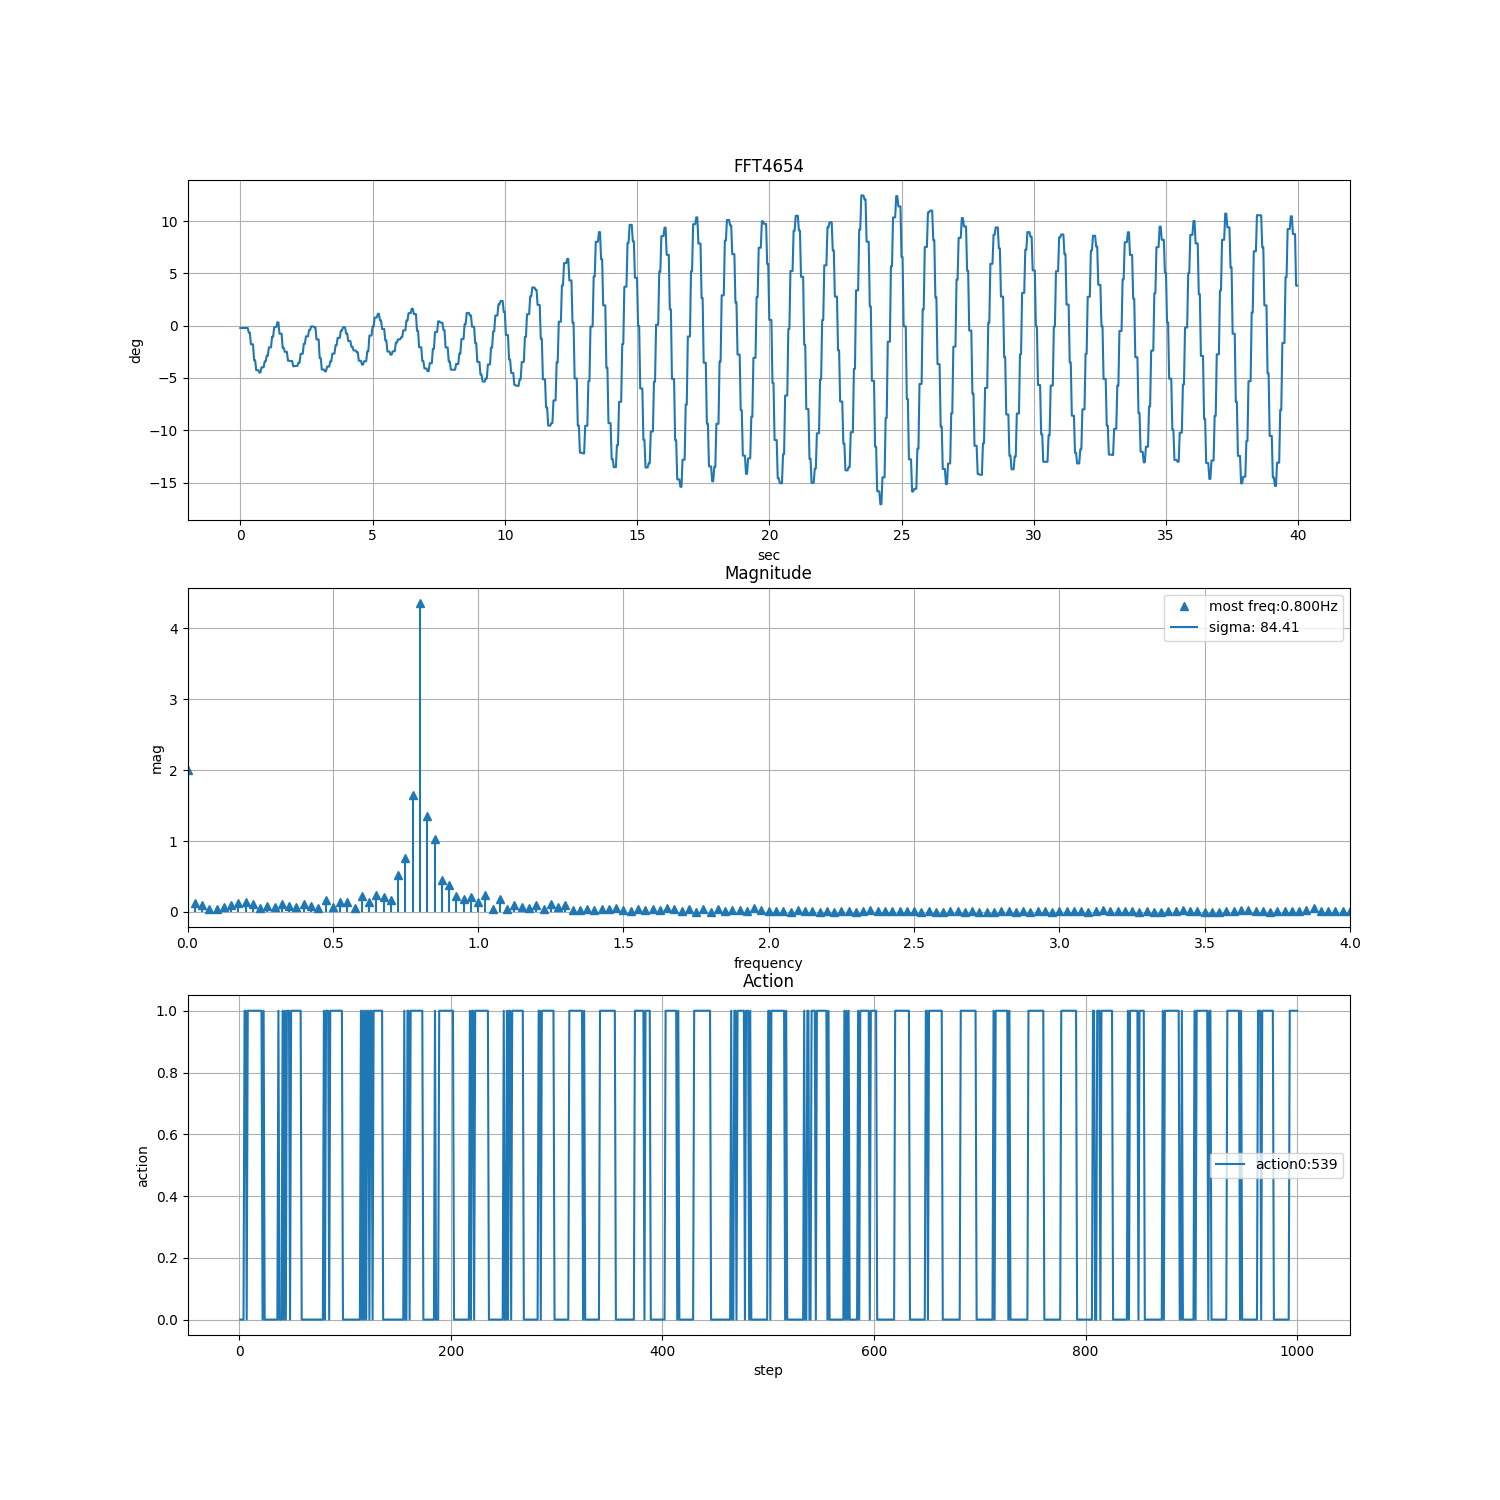 FFT4654
10
5
0
−5
−10
−15
deg
0 5 10 15 20 25 30 35 40
sec
Magnitude
most freq:0.800Hz
sigma: 84.41
4
3
2
1
0
mag
0.0 0.5 1.0 1.5 2.0 2.5 3.0 3.5 4.0
frequency
Action
1.0
0.8
0.6
0.4
0.2
0.0
action
action0:539
0 200 400 600 800 1000
step